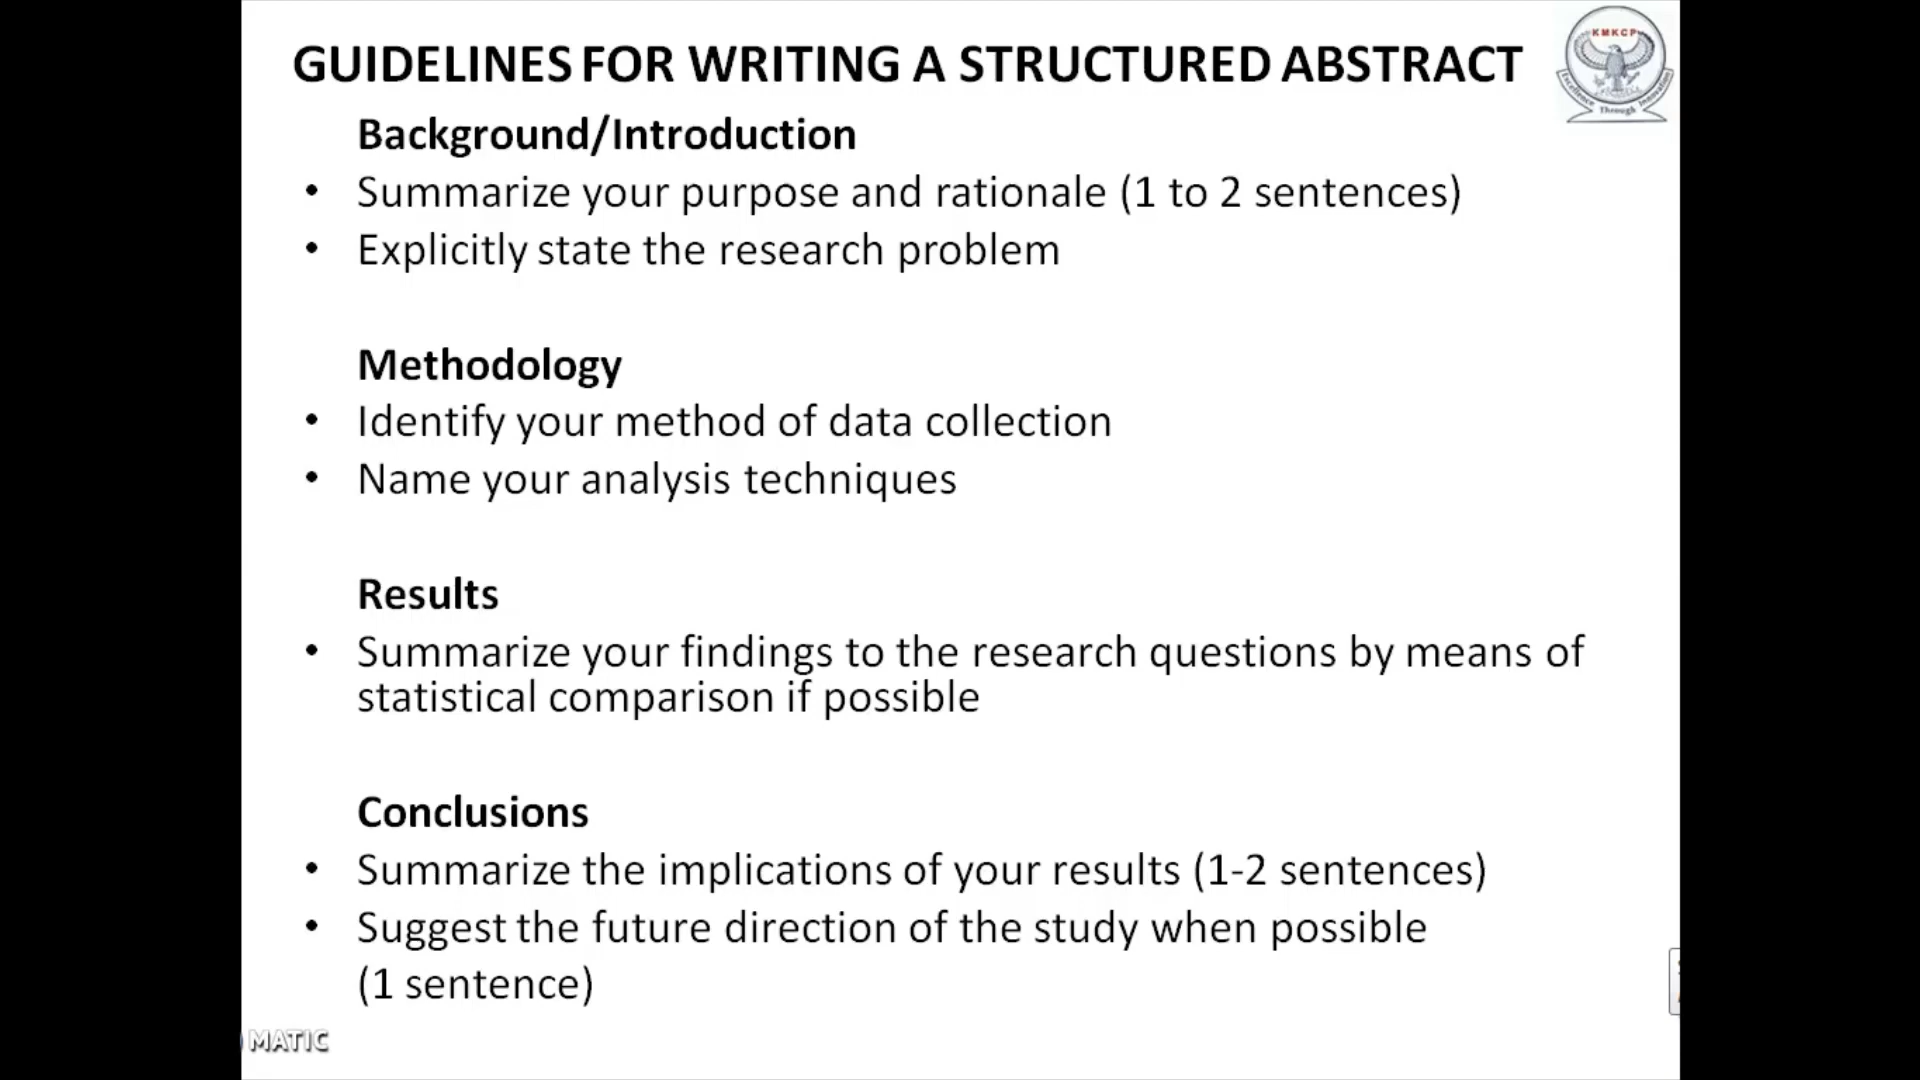 GUIDELINES FOR WRITING A STRUCTURED ABSTRACT
KMKCP
Excellence Through Innovation
Background/Introduction
• Summarize your purpose and rationale (1 to 2 sentences)
• Explicitly state the research problem
Methodology
• Identify your method of data collection
• Name your analysis techniques
Results
• Summarize your findings to the research questions by means of
statistical comparison if possible
Conclusions
• Summarize the implications of your results (1-2 sentences)
• Suggest the future direction of the study when possible
(1 sentence)
MATIC